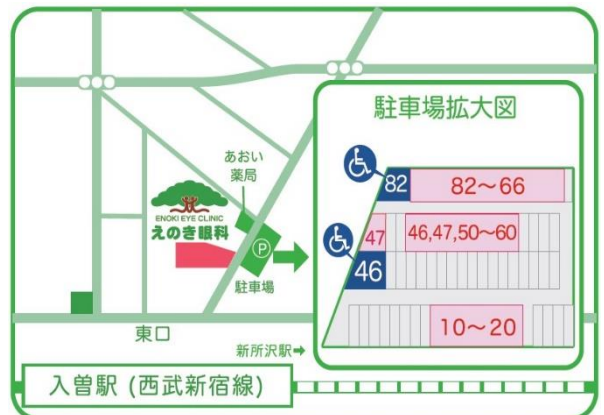 駐車場拡大図
82
82〜66
47
46,47,50〜60
46
10〜20
あおい
薬局
ENOKI EYE CLINIC
えのき眼科
P
駐車場
東口
新所沢駅→
入曽駅 (西武新宿線)